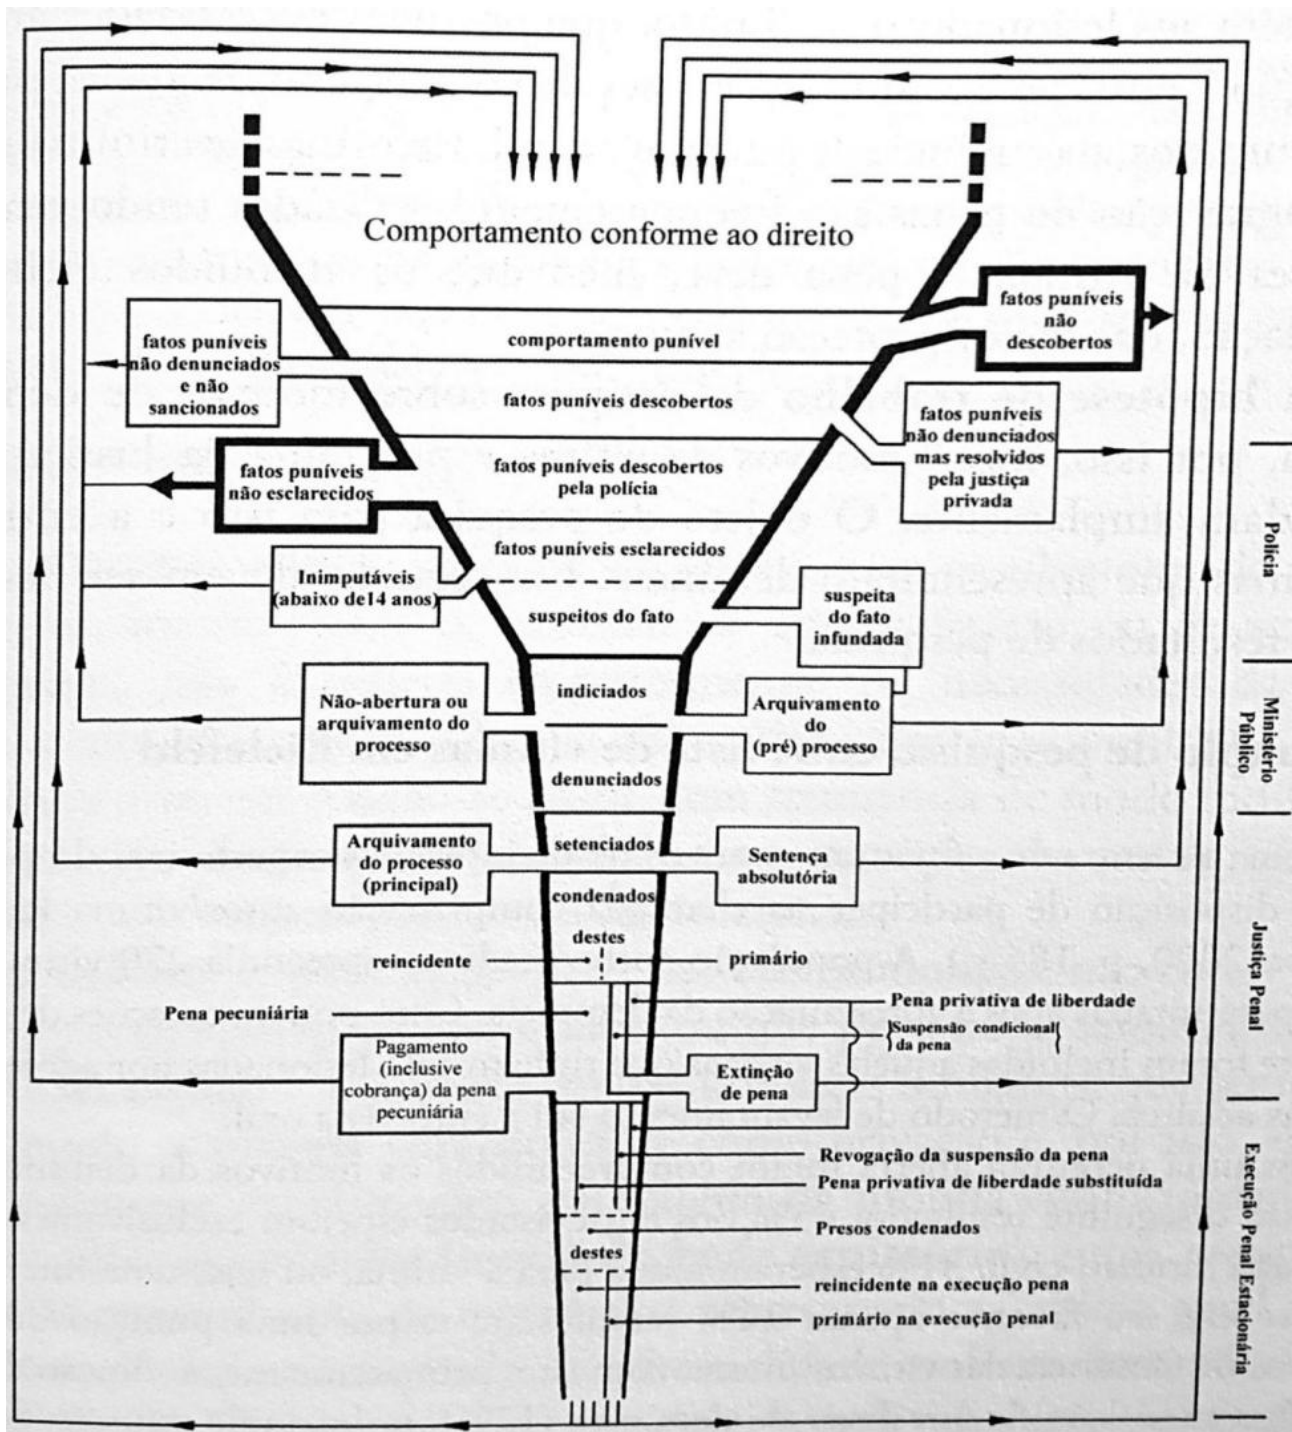 Comportamento conforme ao direito
fatos puníveis
não
descobertos
comportamento punível
fatos puníveis
não denunciados
e não
sancionados
fatos puníveis descobertos
fatos puníveis
não denunciados
mas resolvidos
pela justiça
privada
fatos puníveis
não esclarecidos
fatos puníveis descobertos
pela polícia
Polícia
fatos puníveis esclarecidos
Inimputáveis
(abaixo de14 anos)
suspeitos do fato
suspeita
do fato
infundada
indiciados
Não-abertura ou
arquivamento do
processo
Arquivamento
do
(pré) processo
Ministério
Público
denunciados
Arquivamento
do processo
(principal)
setenciados
Sentença
absolutória
condenados
destes
reincidente
primário
Justiça Penal
Pena pecuniária
Pena privativa de liberdade
Suspensão condicional
da pena
Pagamento
(inclusive
cobrança) da pena
pecuniária
Extinção
de pena
Revogação da suspensão da pena
Pena privativa de liberdade substituída
Presos condenados
destes
reincidente na execução pena
primário na execução penal
Execução Penal Estacionária